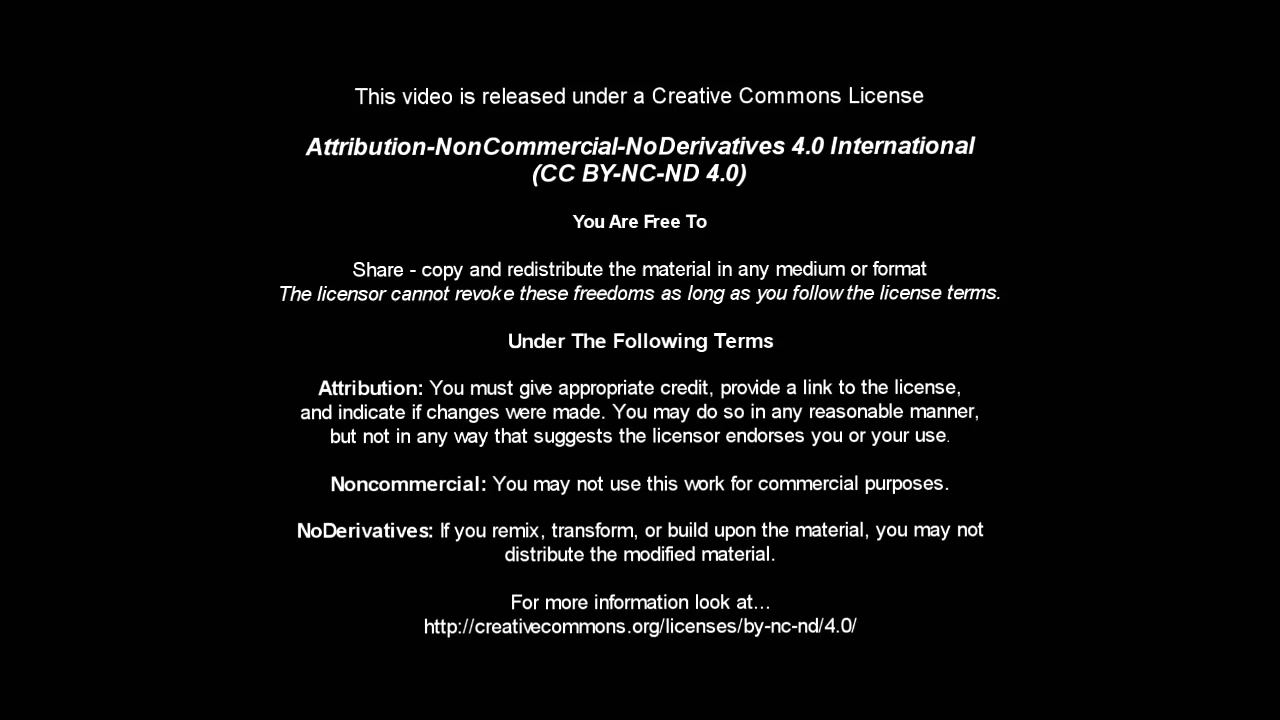 This video is released under a Creative Commons License
Attribution-NonCommercial-NoDerivatives 4.0 International
(CC BY-NC-ND 4.0)
You Are Free To
Share - copy and redistribute the material in any medium or format
The licensor cannot revoke these freedoms as long as you follow the license terms.
Under The Following Terms
Attribution: You must give appropriate credit, provide a link to the license,
and indicate if changes were made. You may do so in any reasonable manner,
but not in any way that suggests the licensor endorses you or your use.
Noncommercial: You may not use this work for commercial purposes.
NoDerivatives: If you remix, transform, or build upon the material, you may not
distribute the modified material.
For more information look at...
http://creativecommons.org/licenses/by-nc-nd/4.0/